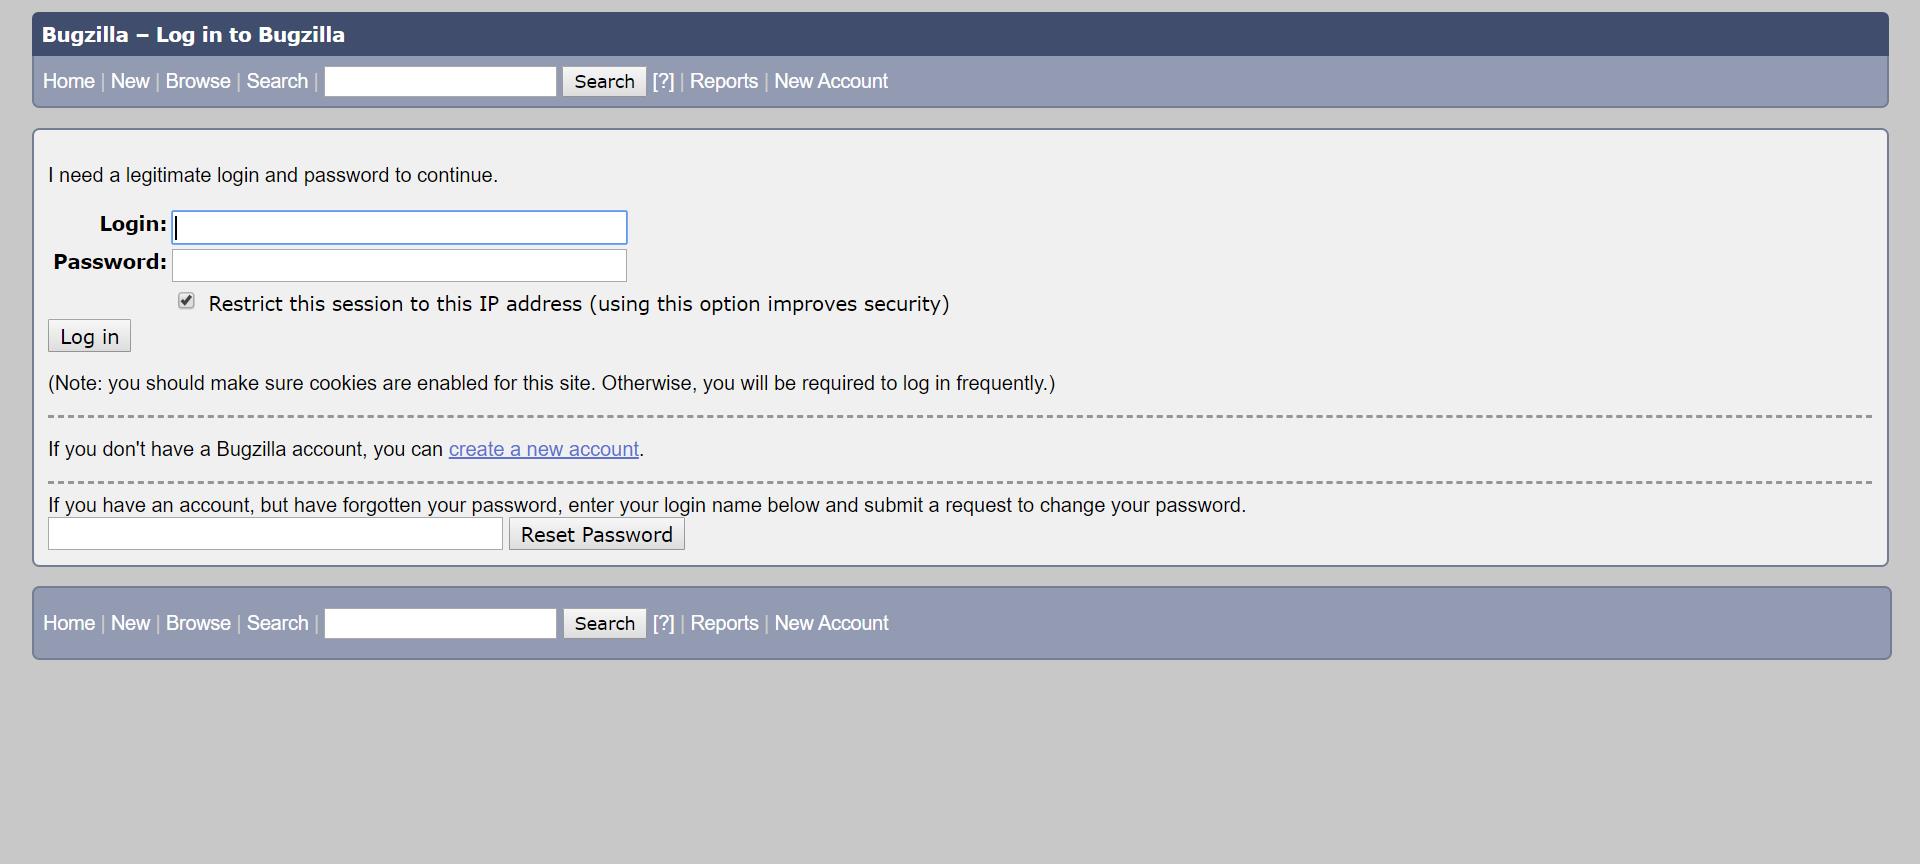 Bugzilla – Log in to Bugzilla
Home | New | Browse | Search | Search [?] | Reports | New Account
I need a legitimate login and password to continue.
Login:
Password:
Restrict this session to this IP address (using this option improves security)
Log in
(Note: you should make sure cookies are enabled for this site. Otherwise, you will be required to log in frequently.)
If you don't have a Bugzilla account, you can create a new account.
If you have an account, but have forgotten your password, enter your login name below and submit a request to change your password.
Reset Password
Home | New | Browse | Search | Search [?] | Reports | New Account